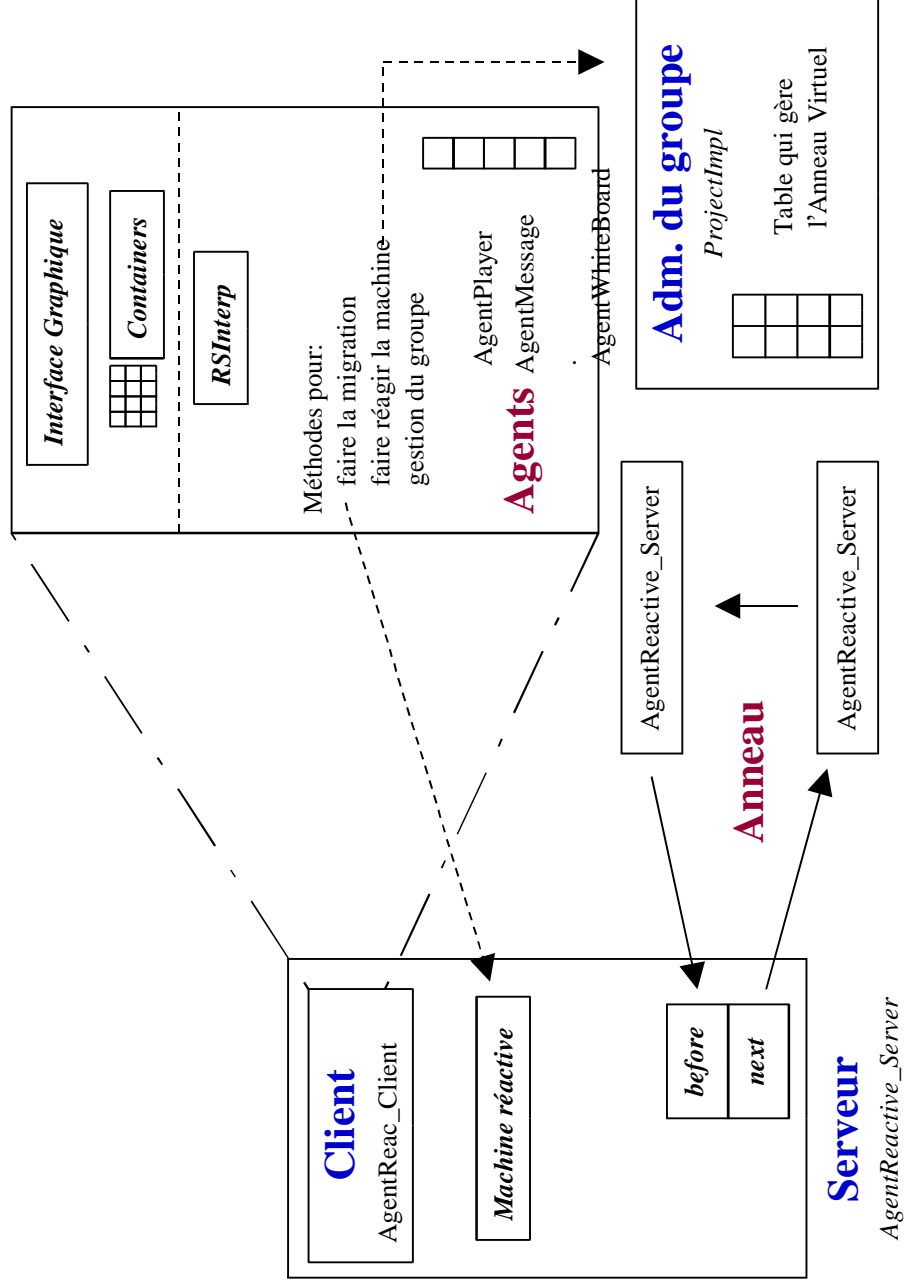 Client
AgentReac_Client
Machine réactive
before
next
Serveur
AgentReactive_Server
Interface Graphique
Containers
RSInterp
Méthodes pour:
faire la migration
faire réagir la machine
gestion du groupe
Agents
AgentPlayer
AgentMessage
.
AgentWhiteBoard
AgentReactive_Server
Anneau
AgentReactive_Server
Adm. du groupe
ProjectImpl
Table qui gère
l'Anneau Virtuel